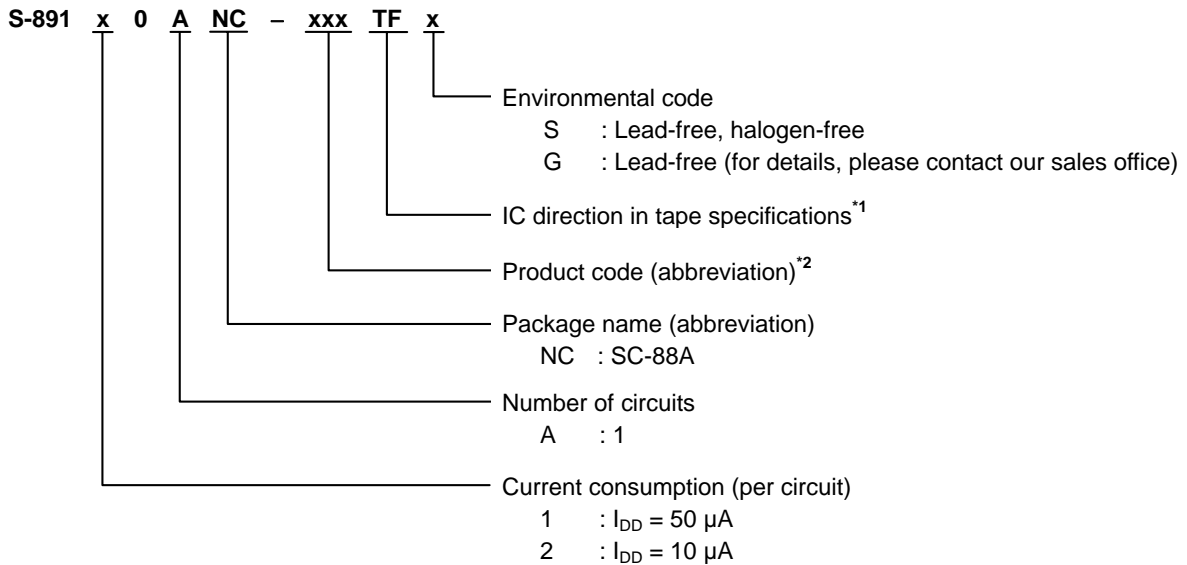 S-891 x 0 A NC – xxx TF x
Environmental code
S : Lead-free, halogen-free
G : Lead-free (for details, please contact our sales office)
IC direction in tape specifications*1
Product code (abbreviation)*2
Package name (abbreviation)
NC : SC-88A
Number of circuits
A : 1
Current consumption (per circuit)
1 : IDD = 50 µA
2 : IDD = 10 µA